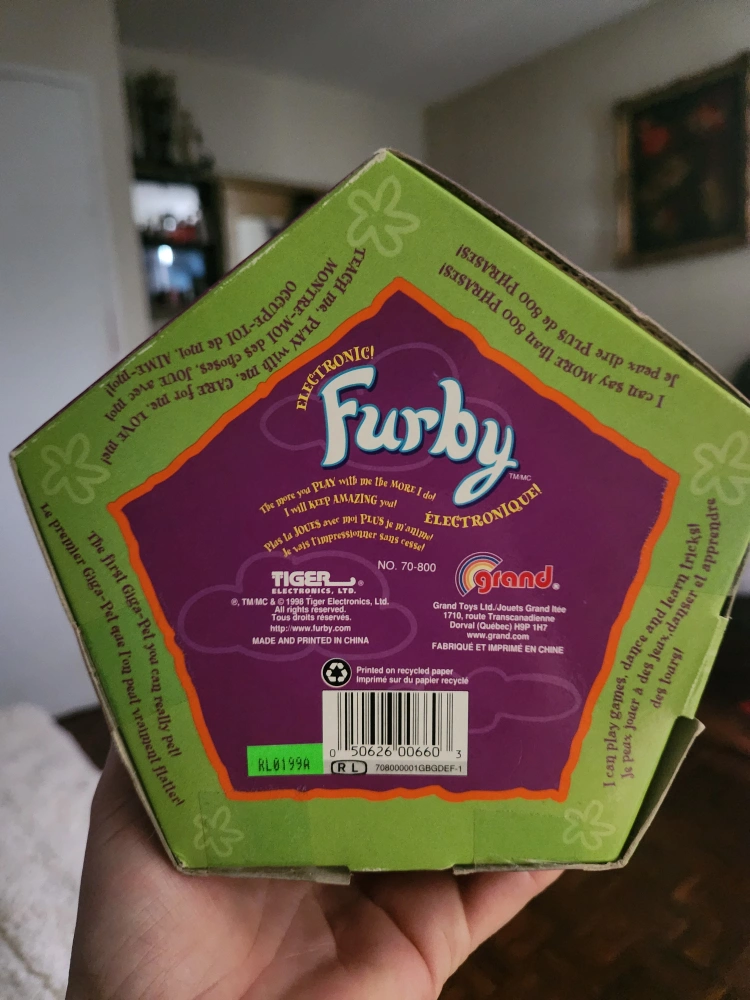 TEACH me, PLAY with me, CARE for me, LOVE me!
MONTRE-MOI des choses, JOUE avec moi
OCCUPE-TOI de moi, AIME-moi!
I can say MORE than 800 PHRASES!
Je peux dire PLUS de 800 PHRASES!
ELECTRONIC!
Furby
TM/MC
ÉLECTRONIQUE!
The more you PLAY with me the MORE I do!
I will KEEP AMAZING you!
Plus tu JOUES avec moi PLUS je m'anime!
Je vais t'impressionner sans cesse!
NO. 70-800
TIGER®
ELECTRONICS, LTD.
®, TM/MC & © 1998 Tiger Electronics, Ltd.
All rights reserved.
Tous droits réservés.
http://www.furby.com
MADE AND PRINTED IN CHINA
grand®
Grand Toys Ltd./Jouets Grand ltée
1710, route Transcanadienne
Dorval (Québec) H9P 1H7
www.grand.com
FABRIQUÉ ET IMPRIMÉ EN CHINE
Printed on recycled paper
Imprimé sur du papier recyclé
0 50626 00660 3
RL0199A
R L
708000001GBGDEF-1
The first Giga-Pet you can really pet!
Le premier Giga-Pet que l'on peut vraiment flatter!
I can play games, dance and learn tricks!
Je peux jouer à des jeux, danser et apprendre
des tours!